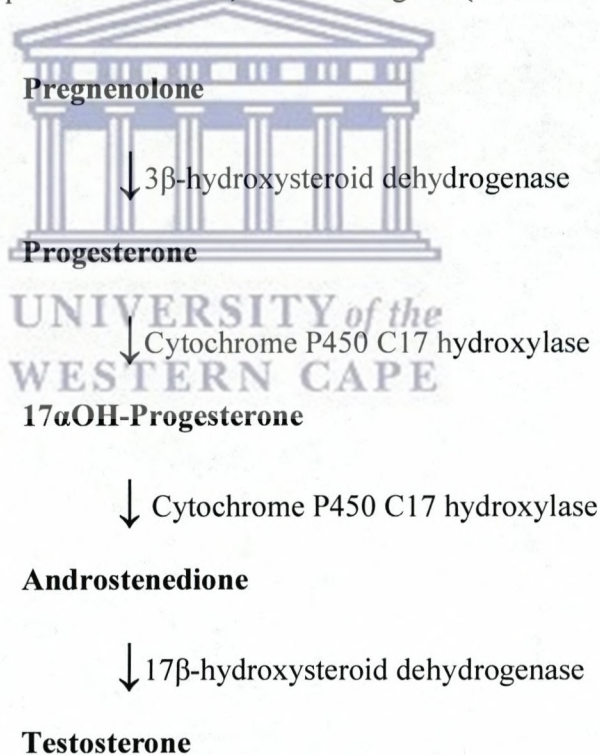 Pregnenolone
↓ 3β-hydroxysteroid dehydrogenase
Progesterone
UNIVERSITY of the
↓ Cytochrome P450 C17 hydroxylase
WESTERN CAPE
17αOH-Progesterone
↓ Cytochrome P450 C17 hydroxylase
Androstenedione
↓ 17β-hydroxysteroid dehydrogenase
Testosterone